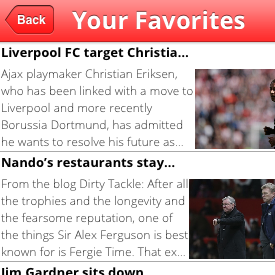 Back
Your Favorites
Liverpool FC target Christia...
Ajax playmaker Christian Eriksen,
who has been linked with a move to
Liverpool and more recently
Borussia Dortmund, has admitted
he wants to resolve his future as...
Nando’s restaurants stay...
From the blog Dirty Tackle: After all
the trophies and the longevity and
the fearsome reputation, one of
the things Sir Alex Ferguson is best
known for is Fergie Time. That ex...
Jim Gardner sits down